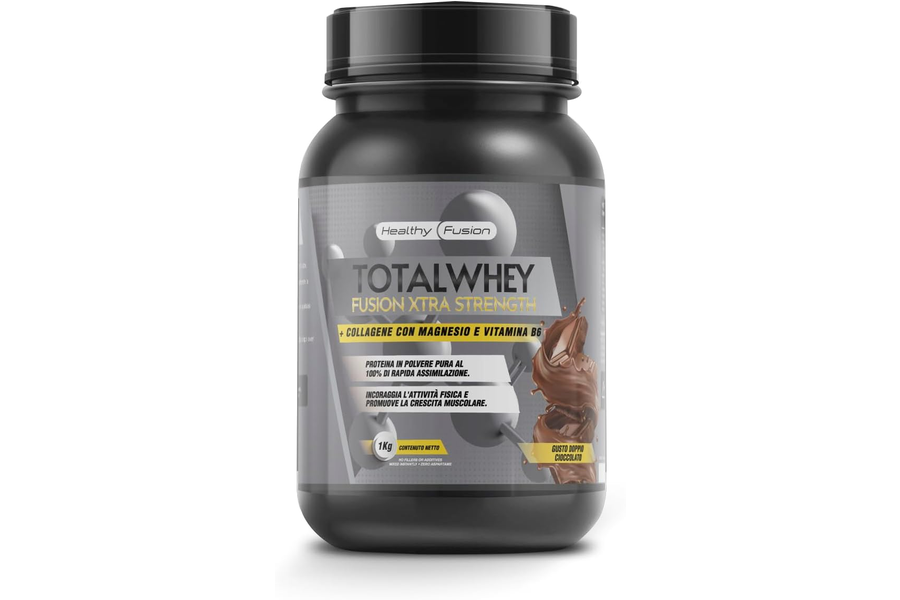 Healthy Fusion
TOTALWHEY
FUSION XTRA STRENGTH
+ COLLAGENE CON MAGNESIO E VITAMINA B6
PROTEINA IN POLVERE PURA AL
100% DI RAPIDA ASSIMILAZIONE.
INCORAGGIA L'ATTIVITÀ FISICA E
PROMUOVE LA CRESCITA MUSCOLARE.
1Kg CONTENUTO NETTO
GUSTO DOPPIO
CIOCCOLATO